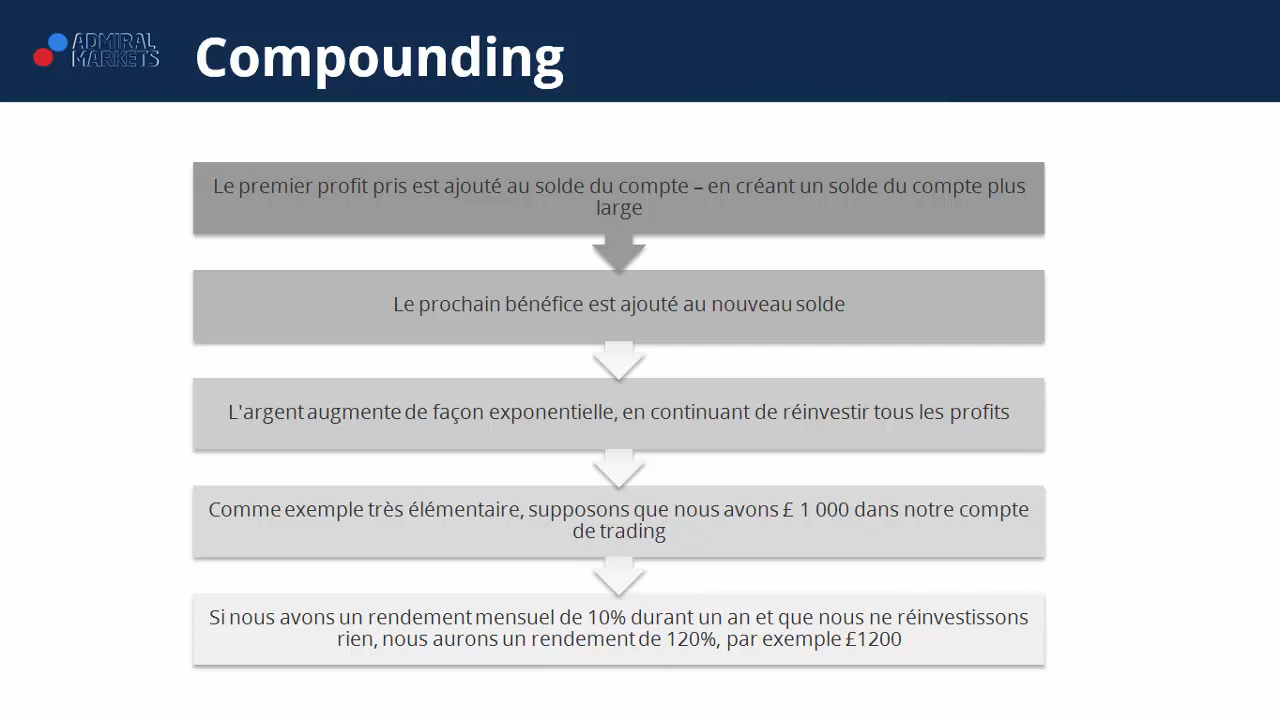 ADMIRAL
MARKETS
Compounding
Le premier profit pris est ajouté au solde du compte – en créant un solde du compte plus
large
Le prochain bénéfice est ajouté au nouveau solde
L'argent augmente de façon exponentielle, en continuant de réinvestir tous les profits
Comme exemple très élémentaire, supposons que nous avons £ 1 000 dans notre compte
de trading
Si nous avons un rendement mensuel de 10% durant un an et que nous ne réinvestissons
rien, nous aurons un rendement de 120%, par exemple £1200